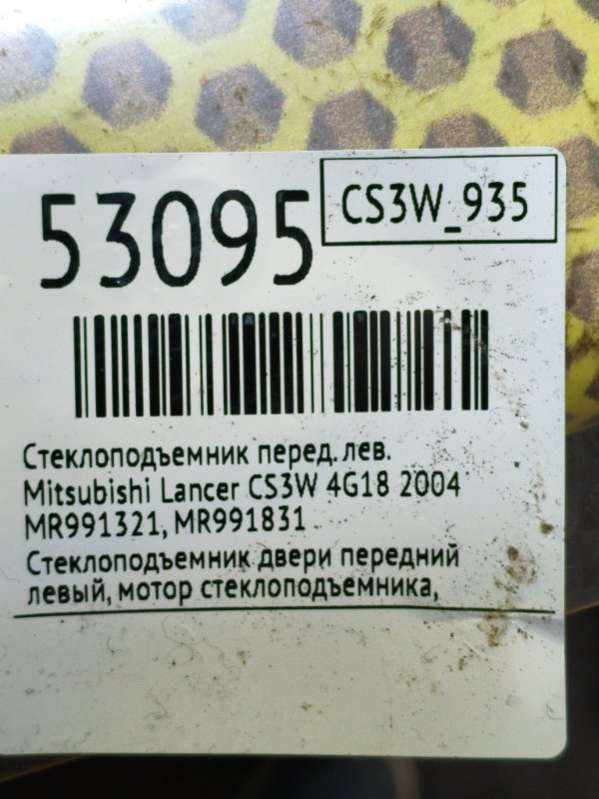 53095
CS3W_935
Стеклоподъемник перед. лев.
Mitsubishi Lancer CS3W 4G18 2004
MR991321, MR991831
Стеклоподъемник двери передний
левый, мотор стеклоподъемника,